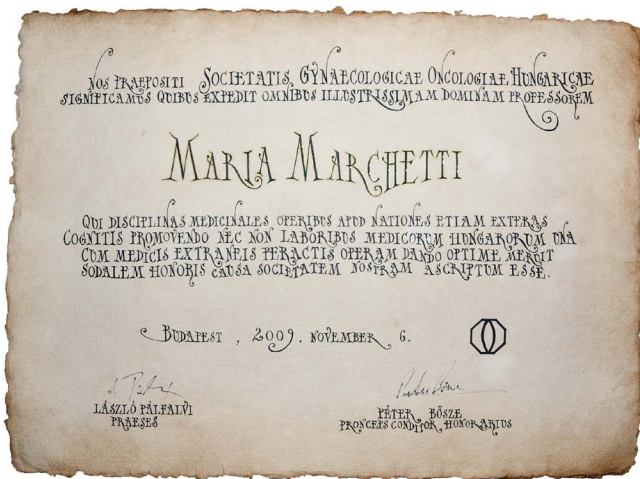 NOS PRAEPOSITI SOCIETATIS GYNAECOLOGICAE ONCOLOGIAE HUNGARICAE
SIGNIFICAMUS QUIBUS EXPEDIT OMNIBUS ILLUSTRISSIMAM DOMINAM PROFESSOREM
MARIA MARCHETTI
QUI DISCIPLINAS MEDICINALES OPERIBUS APUD NATIONES ETIAM EXTERAS
COGNITIS PROMOVENDO NEC NON LABORIBUS MEDICORUM HUNGARORUM UNA
CUM MEDICIS EXTRANEIS PERACTIS OPERAM DANDO OPTIME MERUIT
SODALEM HONORIS CAUSA SOCIETATEM NOSTRAM ASCRIPTUM ESSE.
BUDAPEST , 2009. NOVEMBER 6.
LÁSZLÓ PÁLFALVI
PRAESES
PÉTER BŐSZE
PRONCEPS CONDITOR, HONORARIUS